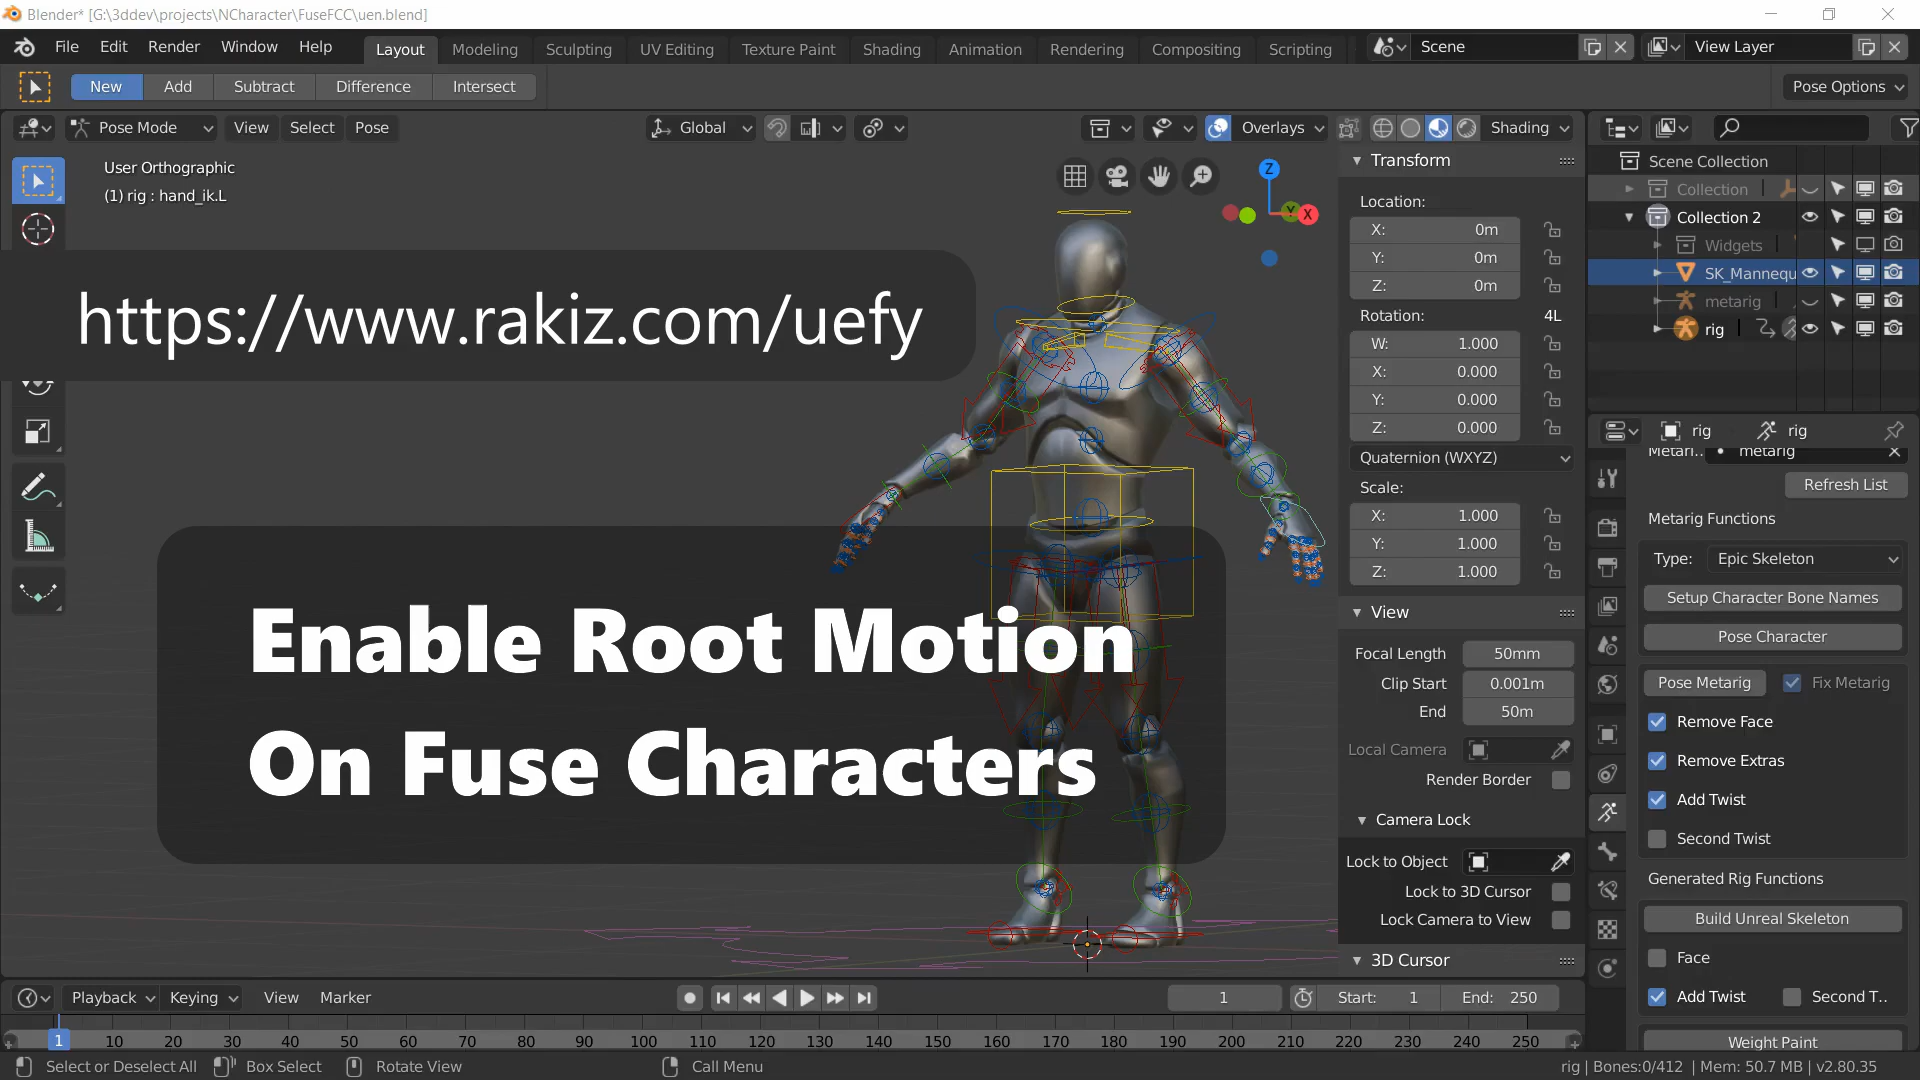 Blender* [G:\3ddev\projects\NCharacter\FuseFCC\uen.blend]
File Edit Render Window Help Layout Modeling Sculpting UV Editing Texture Paint Shading Animation Rendering Compositing Scripting Scene View Layer
New Add Subtract Difference Intersect Pose Options
Pose Mode View Select Pose Global Overlays Shading
User Orthographic
(1) rig : hand_ik.L
Z
Y X
https://www.rakiz.com/uefy
Enable Root Motion
On Fuse Characters
Transform
Location:
X: 0m
Y: 0m
Z: 0m
Rotation: 4L
W: 1.000
X: 0.000
Y: 0.000
Z: 0.000
Quaternion (WXYZ)
Scale:
X: 1.000
Y: 1.000
Z: 1.000
View
Focal Length 50mm
Clip Start 0.001m
End 50m
Local Camera
Render Border
Camera Lock
Lock to Object
Lock to 3D Cursor
Lock Camera to View
3D Cursor
Scene Collection
Collection
Collection 2
Widgets
SK_Mannequ
metarig
rig
rig rig
Metari.. metarig
Refresh List
Metarig Functions
Type: Epic Skeleton
Setup Character Bone Names
Pose Character
Pose Metarig Fix Metarig
Remove Face
Remove Extras
Add Twist
Second Twist
Generated Rig Functions
Build Unreal Skeleton
Face
Add Twist Second T..
Weight Paint
Playback Keying View Marker 1 Start: 1 End: 250
1 10 20 30 40 50 60 70 80 90 100 110 120 130 140 150 160 170 180 190 200 210 220 230 240 250
Select or Deselect All Box Select Rotate View Call Menu rig | Bones:0/412 | Mem: 50.7 MB | v2.80.35